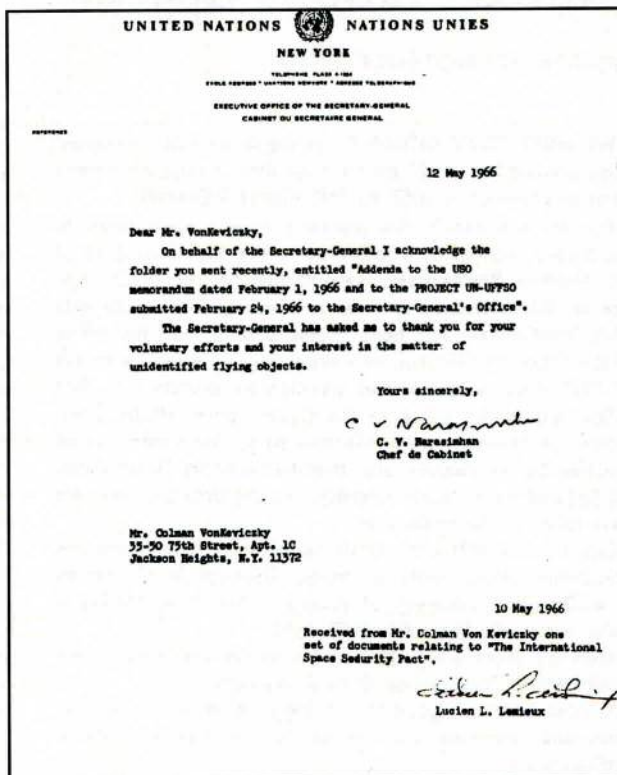 UNITED NATIONS NATIONS UNIES
NEW YORK
EXECUTIVE OFFICE OF THE SECRETARY-GENERAL
CABINET DU SECRETAIRE GENERAL
REFERENCE
12 May 1966
Dear Mr. VonKeviczky,
On behalf of the Secretary-General I acknowledge the
folder you sent recently, entitled "Addenda to the UBO
memorandum dated February 1, 1966 and to the PROJECT UN-UFFSO
submitted February 24, 1966 to the Secretary-General's Office".
The Secretary-General has asked me to thank you for your
voluntary efforts and your interest in the matter of
unidentified flying objects.
Yours sincerely,
C V Narasimhan
C. V. Narasimhan
Chef de Cabinet
Mr. Colman VonKeviczky
35-50 75th Street, Apt. 1C
Jackson Heights, N.Y. 11372
10 May 1966
Received from Mr. Colman Von Keviczky one
set of documents relating to "The International
Space Sedurity Pact".
Lucien L. Lemieux